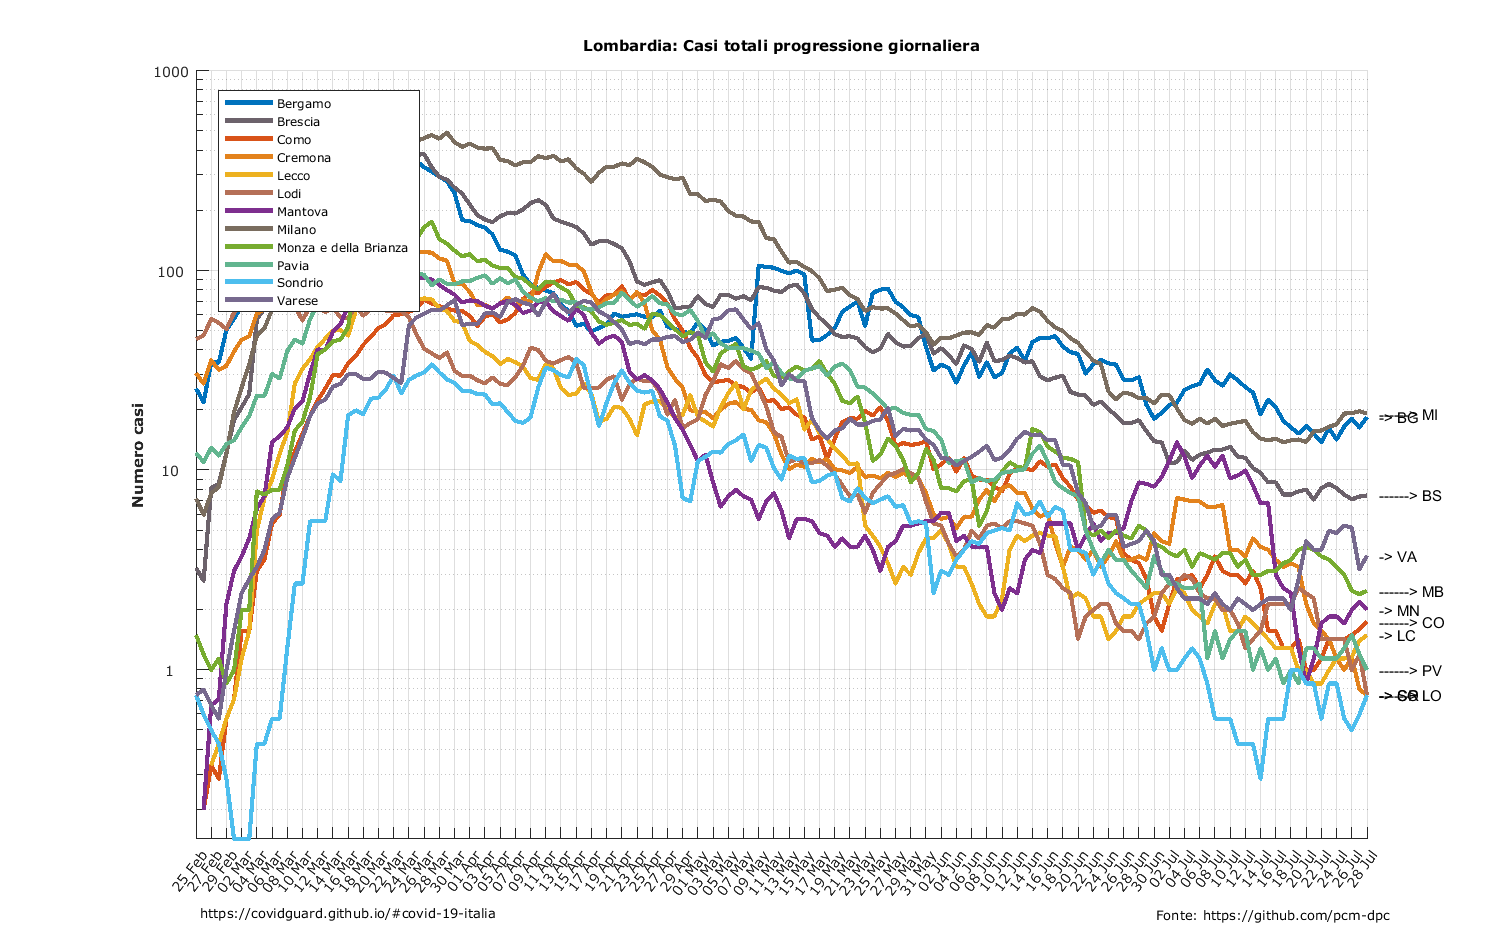 Lombardia: Casi totali progressione giornaliera
Numero casi
1000
100
10
1
Bergamo
Brescia
Como
Cremona
Lecco
Lodi
Mantova
Milano
Monza e della Brianza
Pavia
Sondrio
Varese
-----> MI
-> BG
------> BS
-> VA
------> MB
-> MN
------> CO
-> LC
------> PV
------> LO
25 Feb
27 Feb
29 Feb
02 Mar
04 Mar
06 Mar
08 Mar
10 Mar
12 Mar
14 Mar
16 Mar
18 Mar
20 Mar
22 Mar
24 Mar
26 Mar
28 Mar
30 Mar
01 Apr
03 Apr
05 Apr
07 Apr
09 Apr
11 Apr
13 Apr
15 Apr
17 Apr
19 Apr
21 Apr
23 Apr
25 Apr
27 Apr
29 Apr
01 May
03 May
05 May
07 May
09 May
11 May
13 May
15 May
17 May
19 May
21 May
23 May
25 May
27 May
29 May
31 May
02 Jun
04 Jun
06 Jun
08 Jun
10 Jun
12 Jun
14 Jun
16 Jun
18 Jun
20 Jun
22 Jun
24 Jun
26 Jun
28 Jun
30 Jun
02 Jul
04 Jul
06 Jul
08 Jul
10 Jul
12 Jul
14 Jul
16 Jul
18 Jul
20 Jul
22 Jul
24 Jul
26 Jul
28 Jul
https://covidguard.github.io/#covid-19-italia
Fonte: https://github.com/pcm-dpc